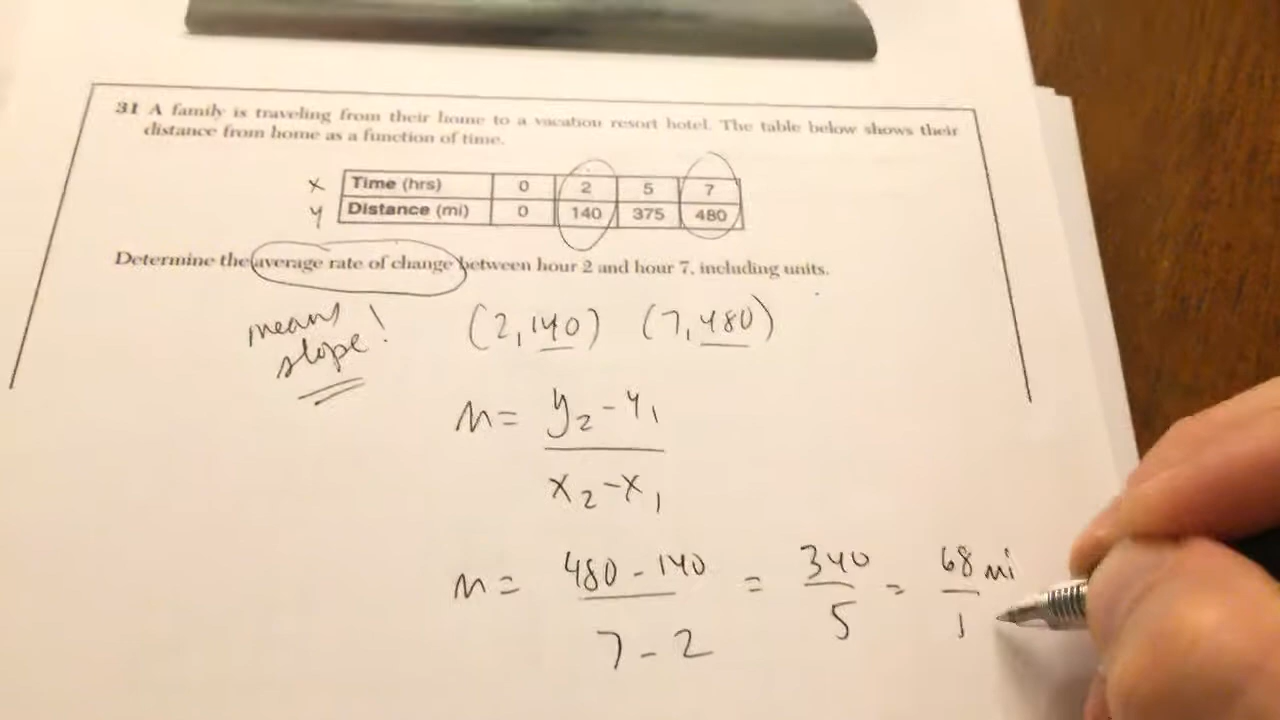 31 A family is traveling from their home to a vacation resort hotel. The table below shows their
distance from home as a function of time.
x Time (hrs) 0 2 5 7
y Distance (mi) 0 140 375 480
Determine the average rate of change between hour 2 and hour 7, including units.
means slope!
(2,140) (7,480)
m = y₂ - y₁
x₂ - x₁
m = 480 - 140 = 340 = 68 mi
7 - 2 5 1